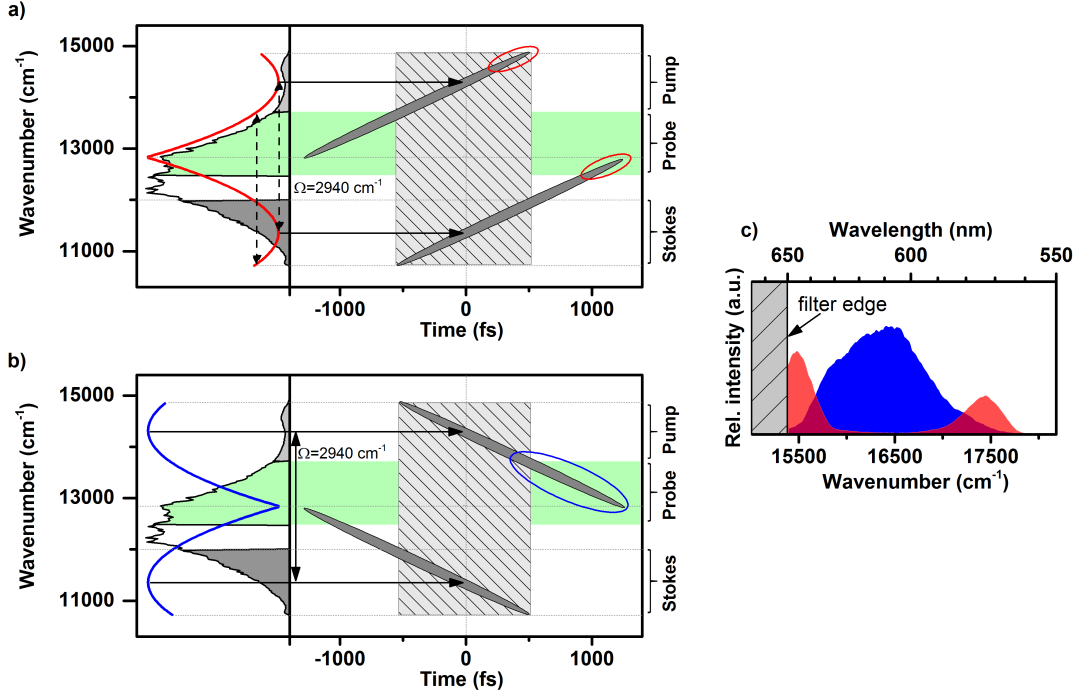 a)
Wavenumber (cm⁻¹)
15000
13000
11000
Ω=2940 cm⁻¹
Pump
Probe
Stokes
-1000
0
1000
Time (fs)
b)
Wavenumber (cm⁻¹)
15000
13000
11000
Ω=2940 cm⁻¹
Pump
Probe
Stokes
-1000
0
1000
Time (fs)
c)
Wavelength (nm)
650
600
550
Rel. intensity (a.u.)
filter edge
15500
16500
17500
Wavenumber (cm⁻¹)